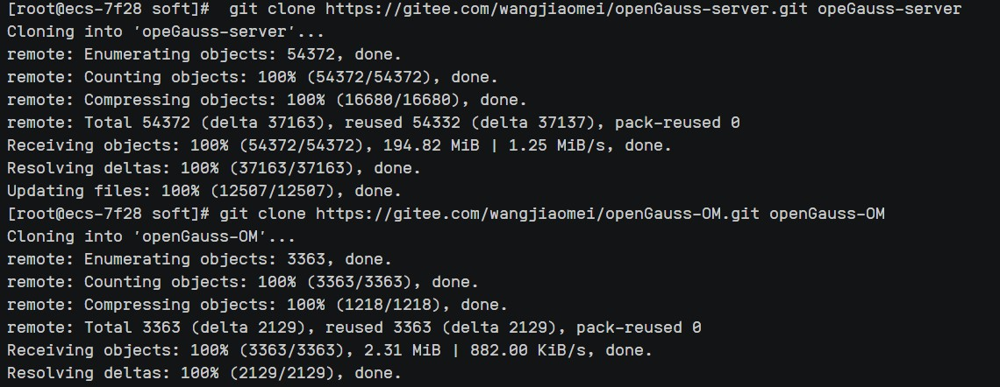 [root@ecs-7f28 soft]#  git clone https://gitee.com/wangjiaomei/openGauss-server.git opeGauss-server
Cloning into 'opeGauss-server'...
remote: Enumerating objects: 54372, done.
remote: Counting objects: 100% (54372/54372), done.
remote: Compressing objects: 100% (16680/16680), done.
remote: Total 54372 (delta 37163), reused 54332 (delta 37137), pack-reused 0
Receiving objects: 100% (54372/54372), 194.82 MiB | 1.25 MiB/s, done.
Resolving deltas: 100% (37163/37163), done.
Updating files: 100% (12507/12507), done.
[root@ecs-7f28 soft]# git clone https://gitee.com/wangjiaomei/openGauss-OM.git openGauss-OM
Cloning into 'openGauss-OM'...
remote: Enumerating objects: 3363, done.
remote: Counting objects: 100% (3363/3363), done.
remote: Compressing objects: 100% (1218/1218), done.
remote: Total 3363 (delta 2129), reused 3363 (delta 2129), pack-reused 0
Receiving objects: 100% (3363/3363), 2.31 MiB | 882.00 KiB/s, done.
Resolving deltas: 100% (2129/2129), done.